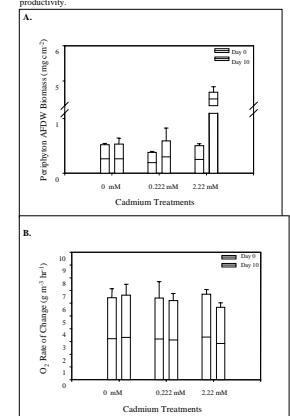 productivity.
A.
6
Day 0
Day 10
5
1
0
Periphyton AFDW Biomass (mg cm-2)
0 mM
0.222 mM
2.22 mM
Cadmium Treatments
B.
10
9
8
7
6
5
4
3
2
1
0
Day 0
Day 10
O2 Rate of Change (g m-3 hr-1)
0 mM
0.222 mM
2.22 mM
Cadmium Treatments